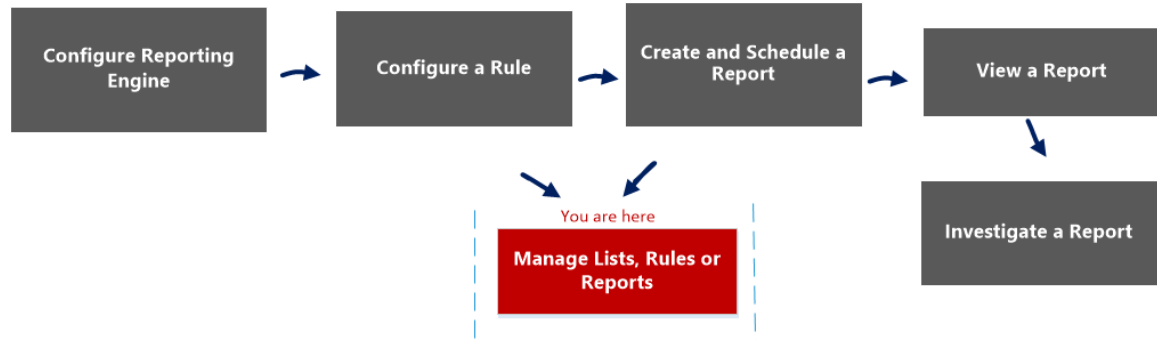 Configure Reporting
Engine
Configure a Rule
Create and Schedule a
Report
View a Report
You are here
Manage Lists, Rules or
Reports
Investigate a Report